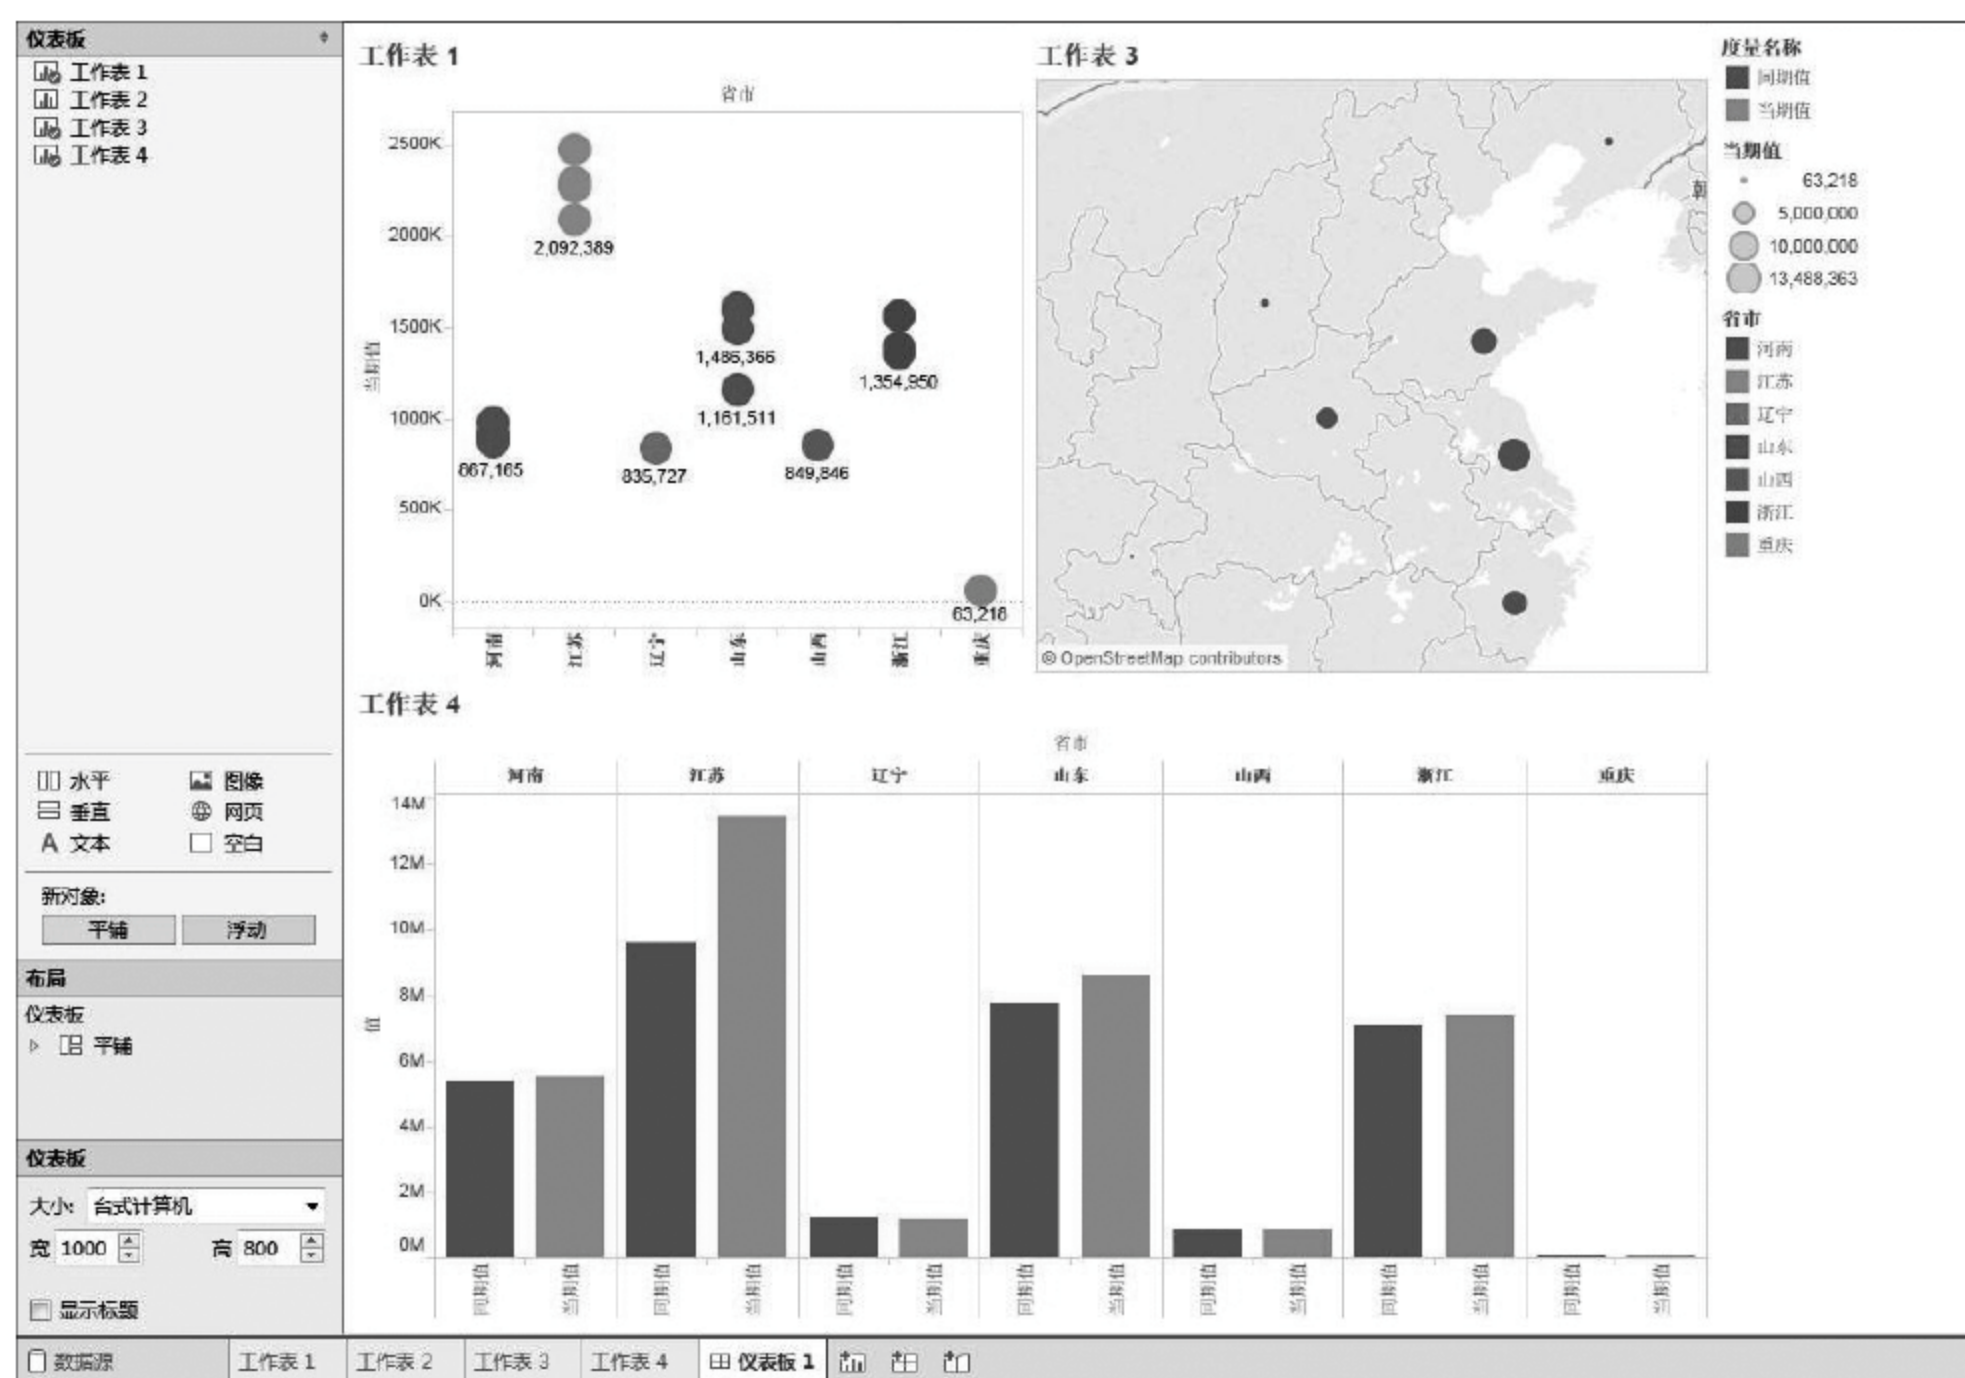 仪表板
工作表 1
工作表 2
工作表 3
工作表 4
水平
图像
垂直
网页
A 文本
空白
新对象:
平铺
浮动
布局
仪表板
平铺
仪表板
大小: 台式计算机
宽 1000
高 800
显示标题
工作表 1
省市
当期值
2500K
2000K
1500K
1000K
500K
0K
2,092,389
1,486,366
1,354,950
1,161,511
867,165
835,727
849,846
63,218
河南
江苏
辽宁
山东
山西
浙江
重庆
工作表 3
朝
© OpenStreetMap contributors
度量名称
同期值
当期值
当期值
63,218
5,000,000
10,000,000
13,488,363
省市
河南
江苏
辽宁
山东
山西
浙江
重庆
工作表 4
省市
河南 江苏 辽宁 山东 山西 浙江 重庆
值
14M
12M
10M
8M
6M
4M
2M
0M
同期值 当期值 同期值 当期值 同期值 当期值 同期值 当期值 同期值 当期值 同期值 当期值 同期值 当期值
数据源 工作表 1 工作表 2 工作表 3 工作表 4 仪表板 1